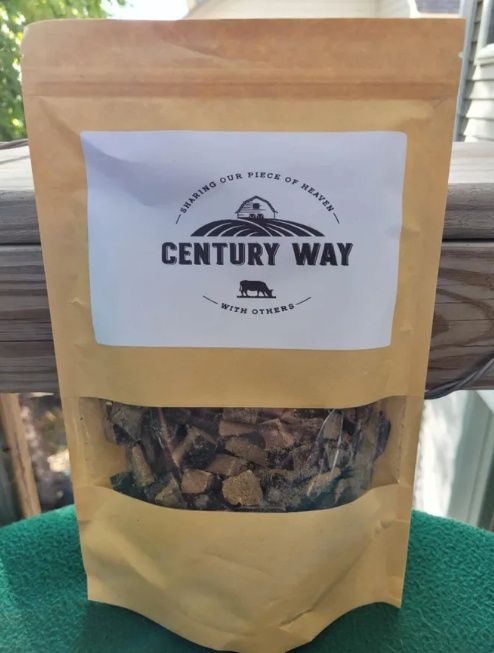 SHARING OUR PIECE OF HEAVEN
CENTURY WAY
WITH OTHERS